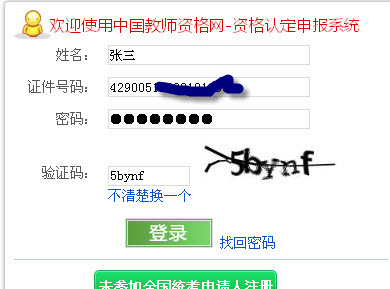 欢迎使用中国教师资格网-资格认定申报系统
姓名: 张三
证件号码: 429005
密码: ●●●●●●●●
验证码: 5bynf
5bynf
不清楚换一个
登录 找回密码
未参加全国统考申请人注册